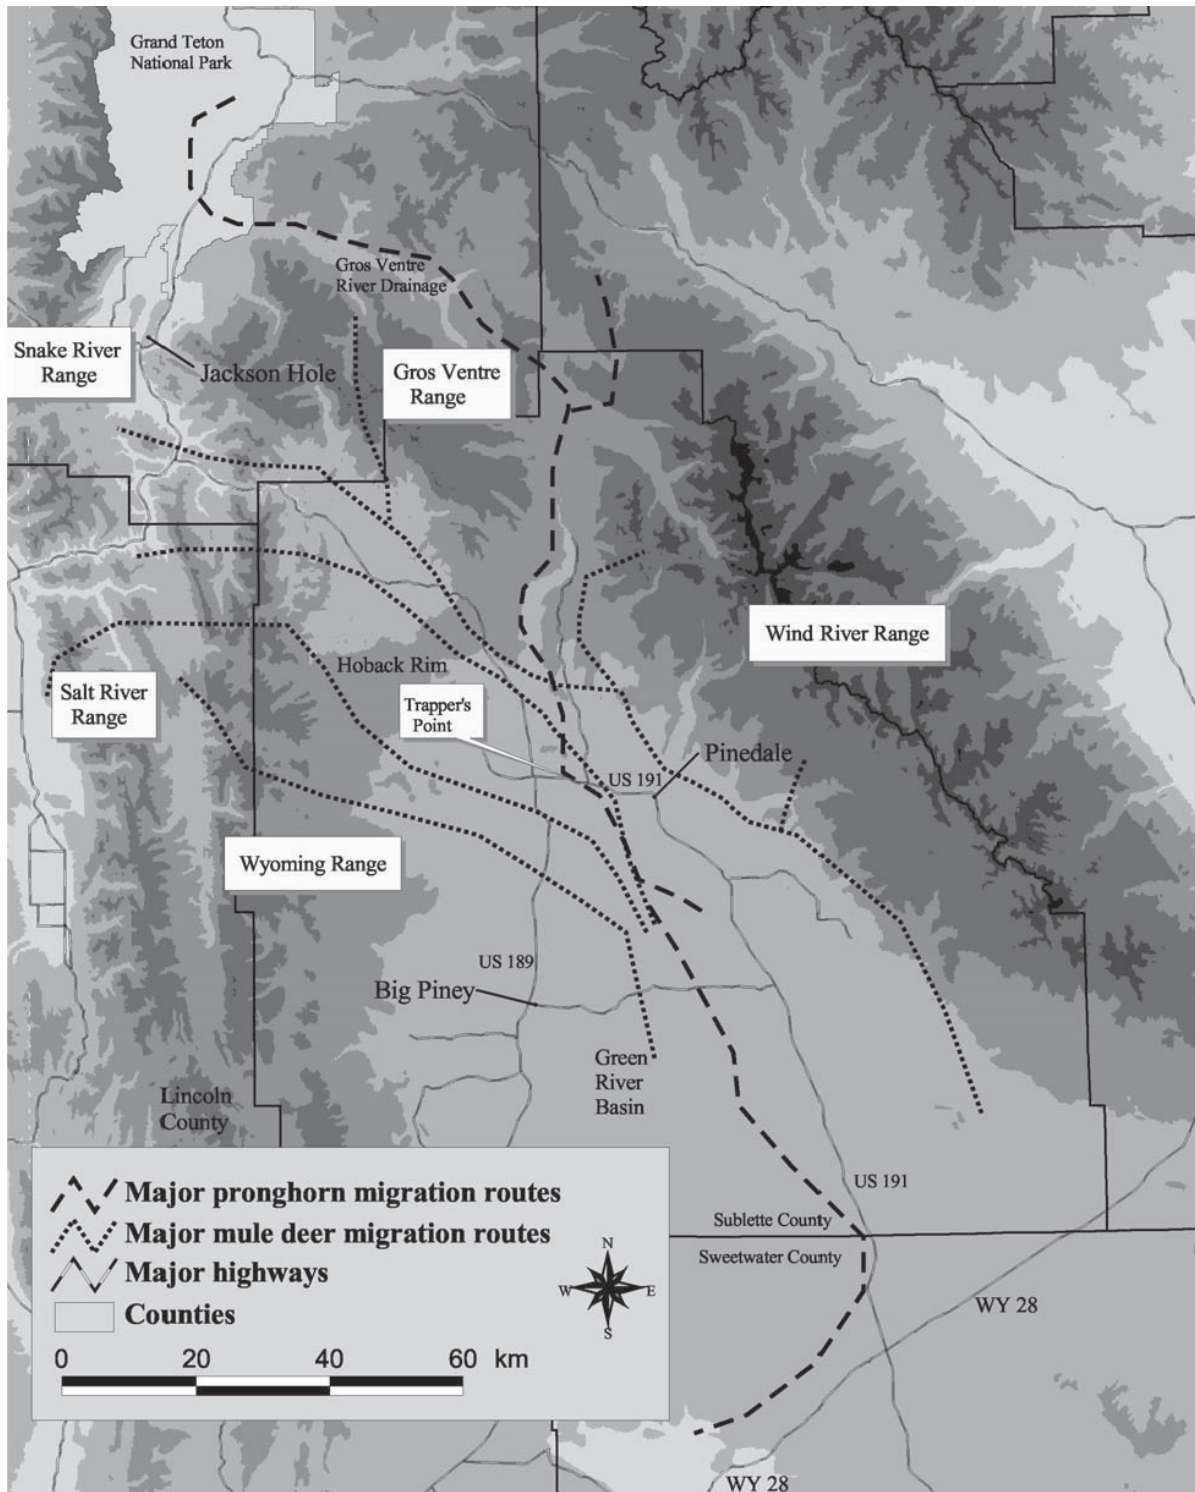 Grand Teton
National Park
Gros Ventre
River Drainage
Snake River
Range
Jackson Hole
Gros Ventre
Range
Wind River Range
Hoback Rim
Salt River
Range
Trapper's
Point
Pinedale
US 191
Wyoming Range
US 189
Big Piney
Green
River
Basin
Lincoln
County
US 191
Sublette County
Sweetwater County
WY 28
WY 28
Major pronghorn migration routes
Major mule deer migration routes
Major highways
Counties
N
W
E
S
0 20 40 60 km